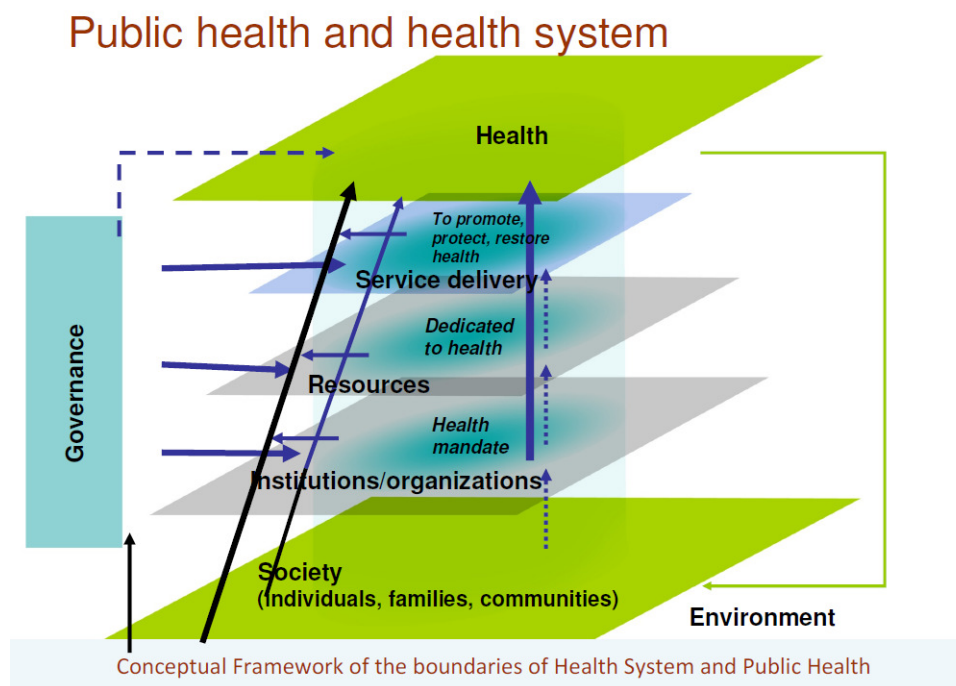 Public health and health system
Health
To promote,
protect, restore
health
Service delivery
Dedicated
to health
Resources
Health
mandate
Institutions/organizations
Governance
Society
(individuals, families, communities)
Environment
Conceptual Framework of the boundaries of Health System and Public Health